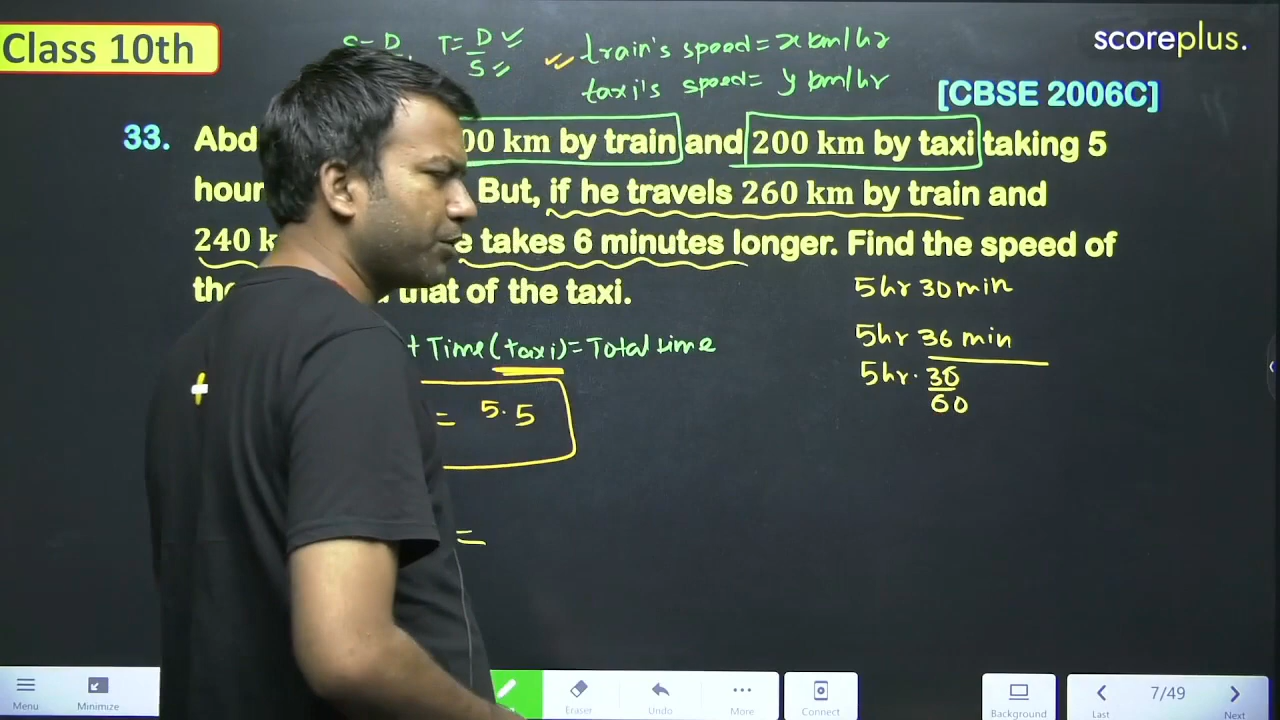 Class 10th
T = D/S
train's speed = x km/hr
scoreplus.
taxi's speed = y km/hr
[CBSE 2006C]
33. Abd 00 km by train and 200 km by taxi taking 5
hour But, if he travels 260 km by train and
240 k e takes 6 minutes longer. Find the speed of
the that of the taxi.
5hr 30min
5hr 36 min
+ Time (taxi) = Total time
5hr. 36/60
= 5.5
=
Menu
Minimize
Eraser
Undo
More
Connect
Background
Last
7/49
Next